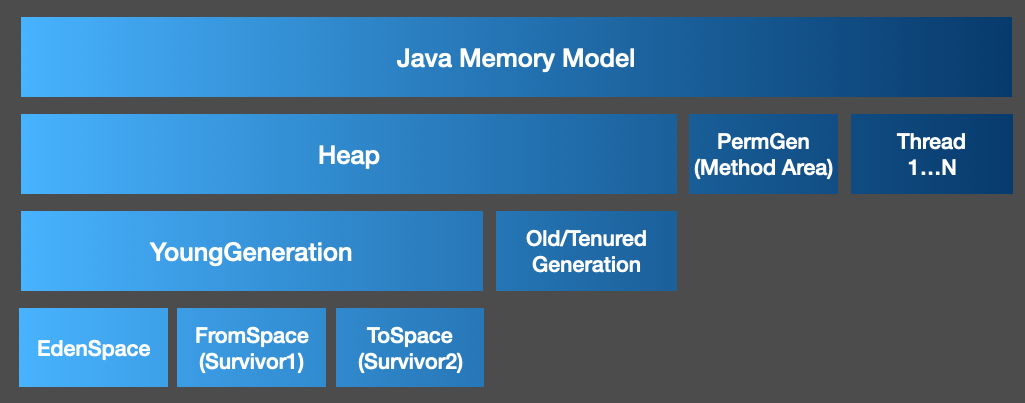 Java Memory Model
Heap
PermGen
(Method Area)
Thread
1...N
YoungGeneration
Old/Tenured
Generation
EdenSpace
FromSpace
(Survivor1)
ToSpace
(Survivor2)